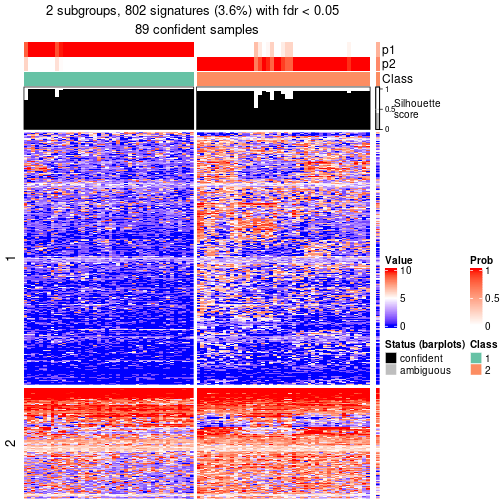 2 subgroups, 802 signatures (3.6%) with fdr < 0.05
89 confident samples
p1
p2
Class
1
0.5
0
Silhouette
score
1
2
Value
10
5
0
Prob
1
0.5
0
Status (barplots)
confident
ambiguous
Class
1
2